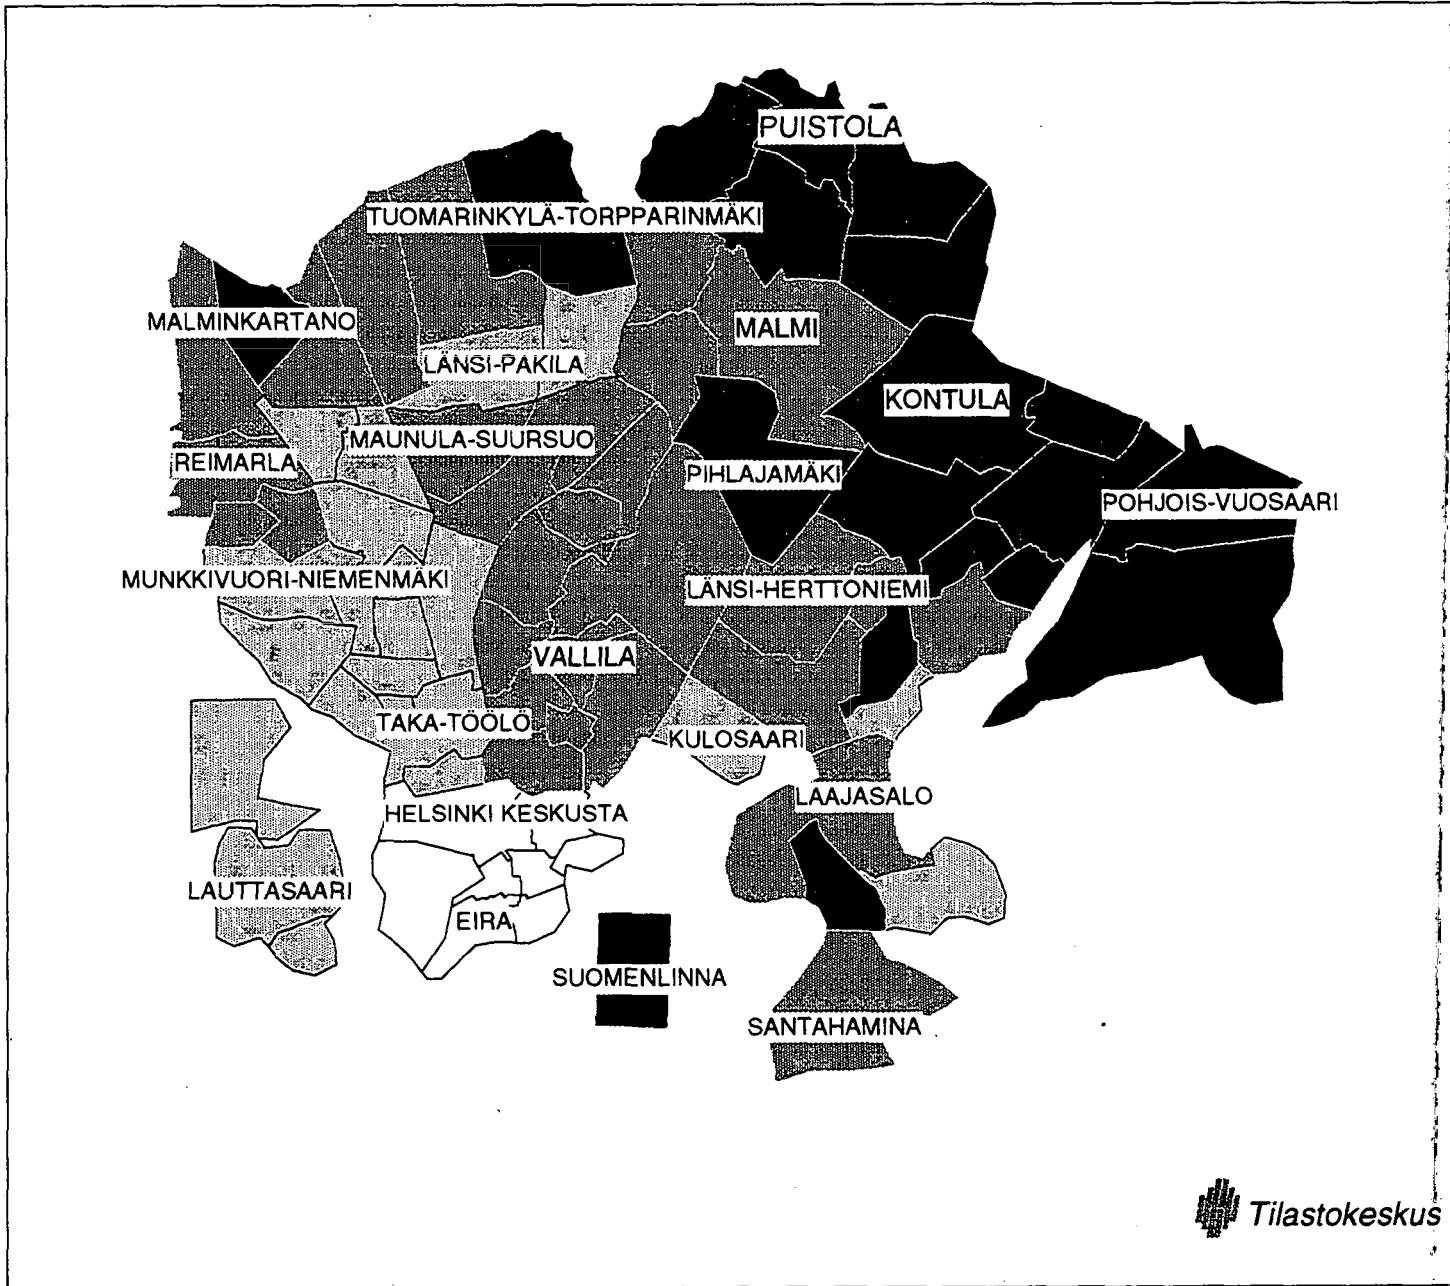 PUISTOLA
TUOMARINKYLÄ-TORPPARINMÄKI
MALMINKARTANO
MALMI
LÄNSI-PAKILA
KONTULA
MAUNULA-SUURSUO
REIMARLA
PIHLAJAMÄKI
POHJOIS-VUOSAARI
MUNKKIVUORI-NIEMENMÄKI
LÄNSI-HERTTONIEMI
VALLILA
TAKA-TÖÖLÖ
KULOSAARI
LAAJASALO
HELSINKI KESKUSTA
LAUTTASAARI
EIRA
SUOMENLINNA
SANTAHAMINA
Tilastokeskus